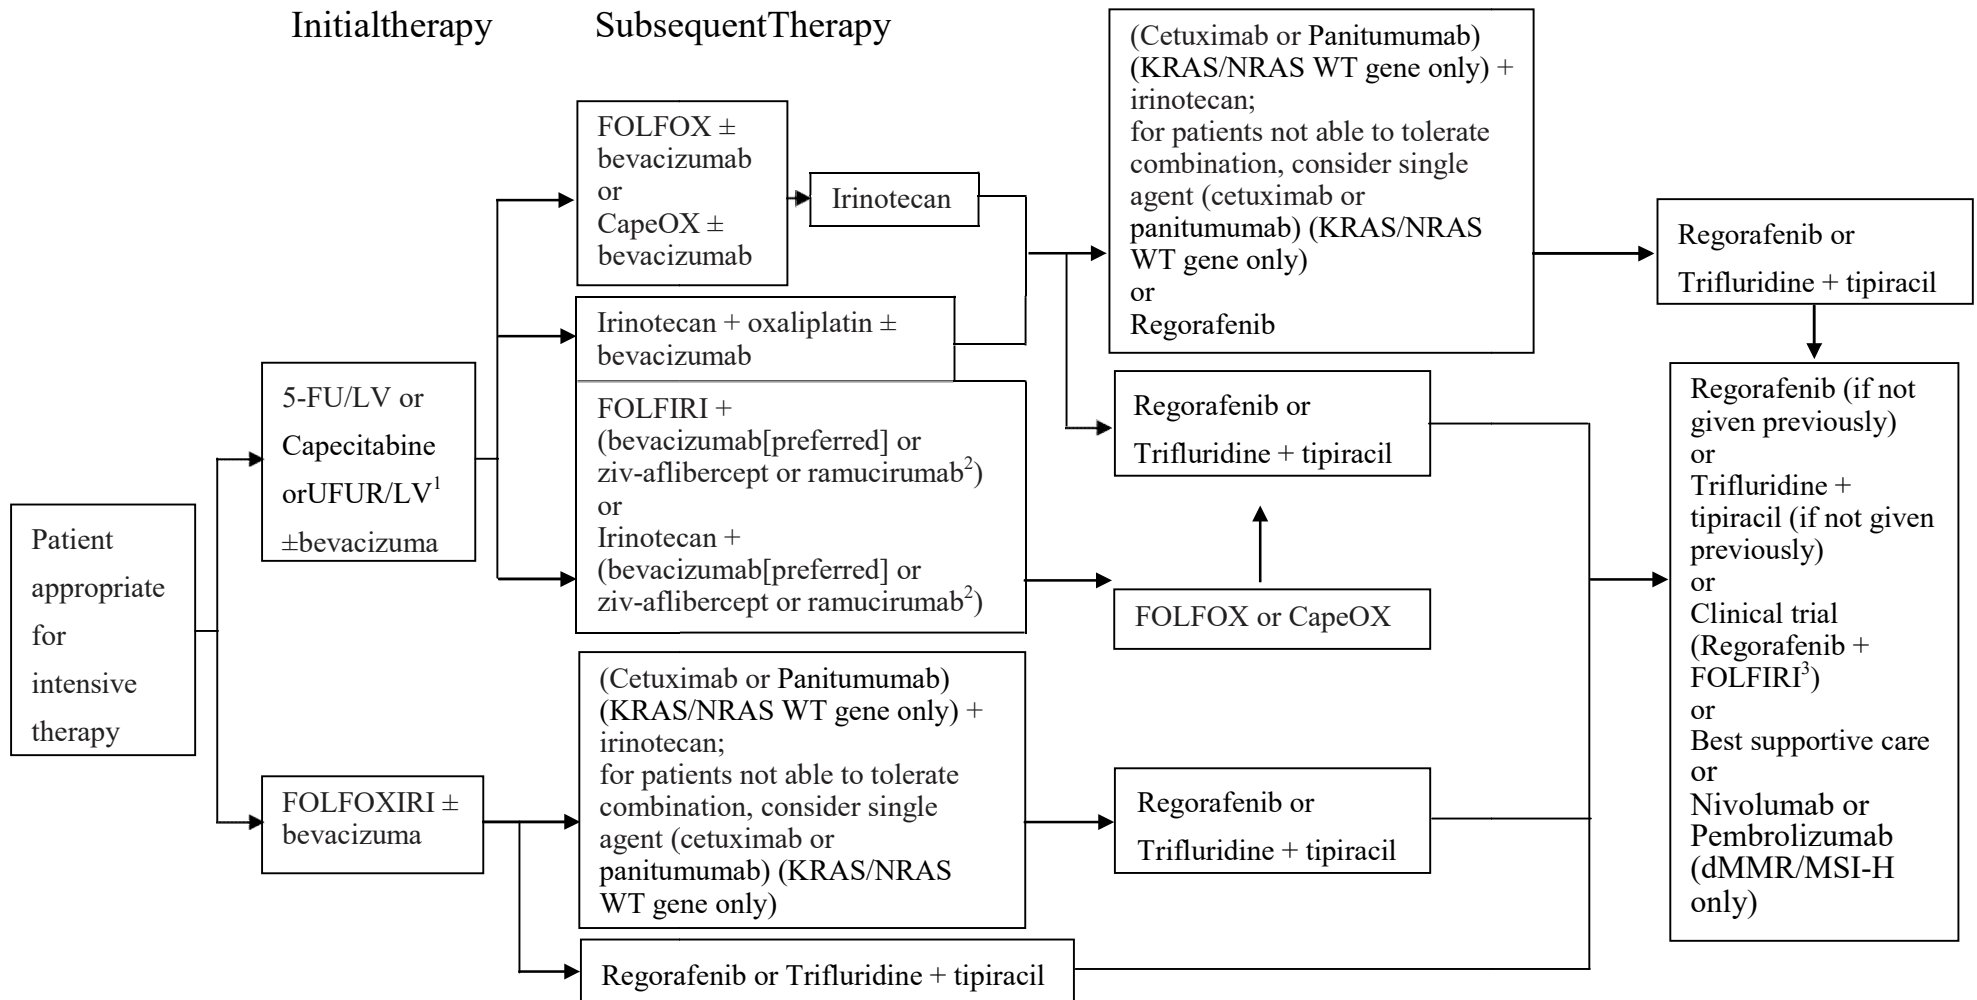 Initialtherapy
SubsequentTherapy
Patient
appropriate
for
intensive
therapy
5-FU/LV or
Capecitabine
orUFUR/LV¹
±bevacizuma
FOLFOXIRI ±
bevacizuma
FOLFOX ±
bevacizumab
or
CapeOX ±
bevacizumab
Irinotecan
Irinotecan + oxaliplatin ±
bevacizumab
FOLFIRI +
(bevacizumab[preferred] or
ziv-aflibercept or ramucirumab²)
or
Irinotecan +
(bevacizumab[preferred] or
ziv-aflibercept or ramucirumab²)
(Cetuximab or Panitumumab)
(KRAS/NRAS WT gene only) +
irinotecan;
for patients not able to tolerate
combination, consider single
agent (cetuximab or
panitumumab) (KRAS/NRAS
WT gene only)
Regorafenib or Trifluridine + tipiracil
(Cetuximab or Panitumumab)
(KRAS/NRAS WT gene only) +
irinotecan;
for patients not able to tolerate
combination, consider single
agent (cetuximab or
panitumumab) (KRAS/NRAS
WT gene only)
or
Regorafenib
Regorafenib or
Trifluridine + tipiracil
FOLFOX or CapeOX
Regorafenib or
Trifluridine + tipiracil
Regorafenib or
Trifluridine + tipiracil
Regorafenib (if not
given previously)
or
Trifluridine +
tipiracil (if not given
previously)
or
Clinical trial
(Regorafenib +
FOLFIRI³)
or
Best supportive care
or
Nivolumab or
Pembrolizumab
(dMMR/MSI-H
only)